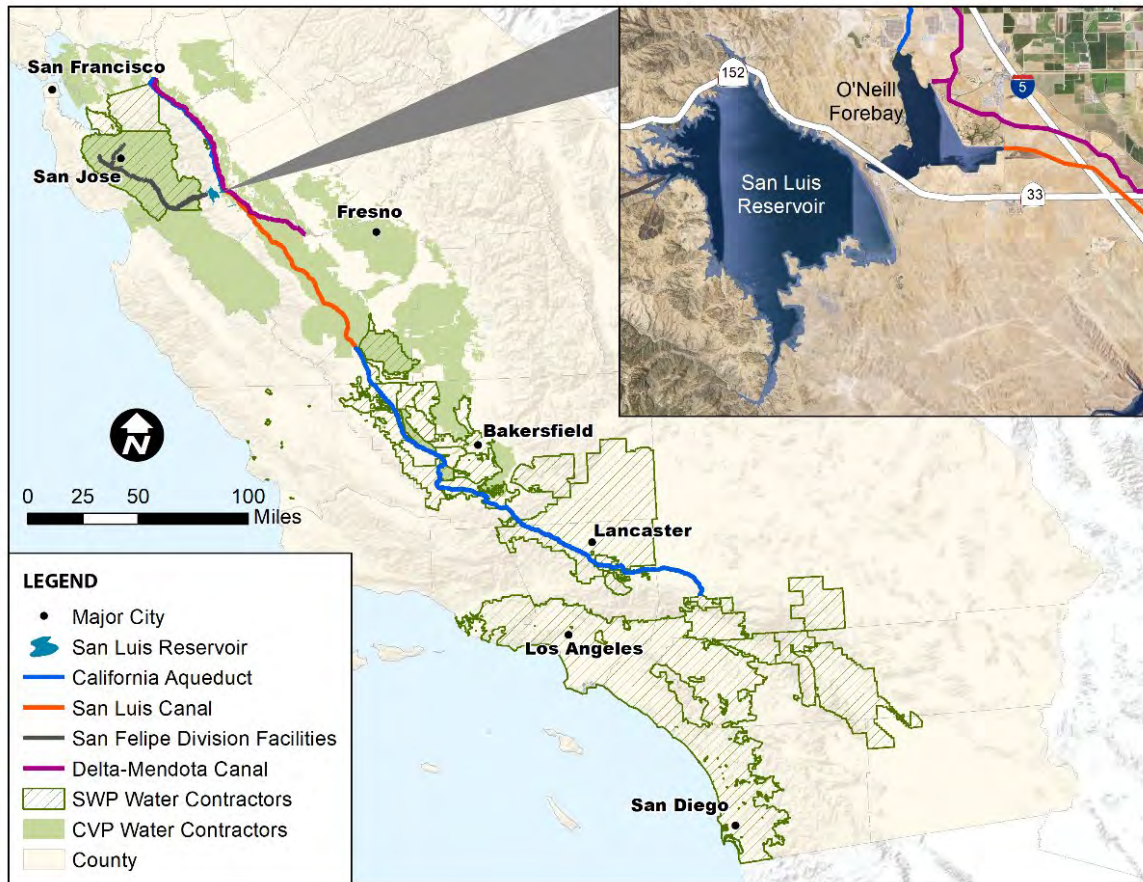 San Francisco
San Jose
Fresno
Bakersfield
Lancaster
Los Angeles
San Diego
N
0 25 50 100
Miles
LEGEND
Major City
San Luis Reservoir
California Aqueduct
San Luis Canal
San Felipe Division Facilities
Delta-Mendota Canal
SWP Water Contractors
CVP Water Contractors
County
152
O'Neill
Forebay
5
San Luis
Reservoir
33